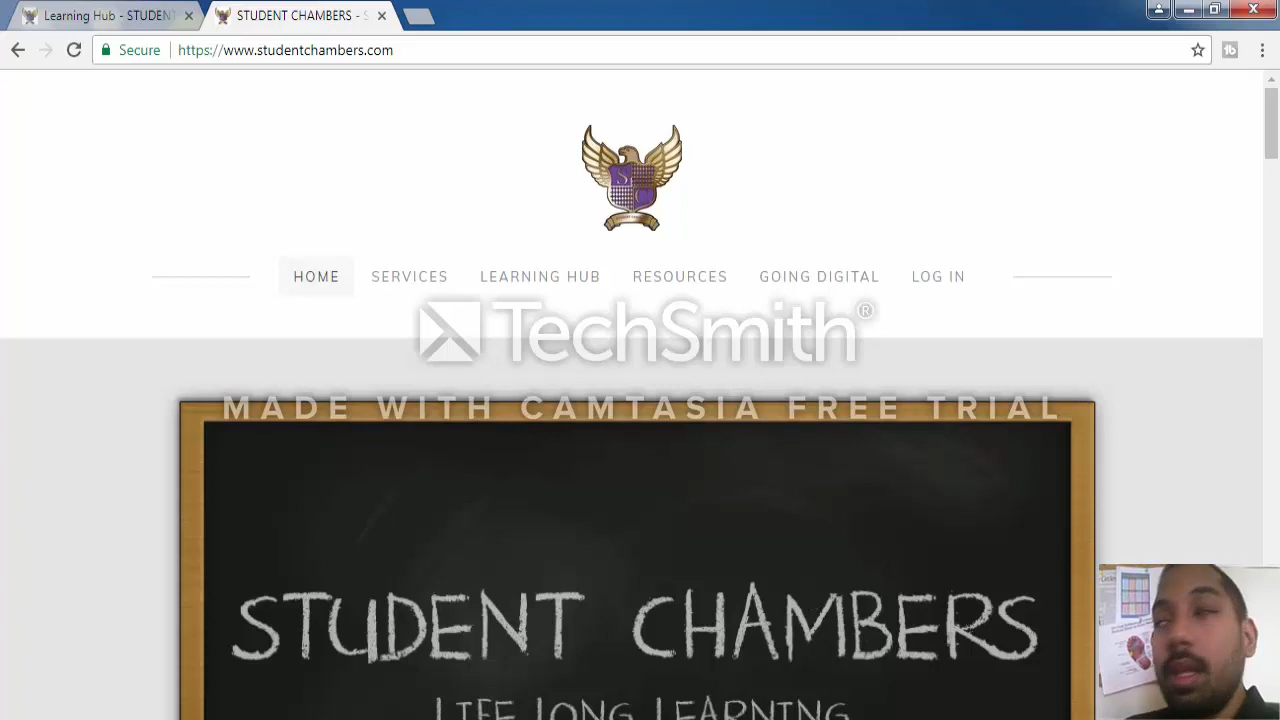 Learning Hub - STUDENT
STUDENT CHAMBERS - S
Secure
https://www.studentchambers.com
HOME
SERVICES
LEARNING HUB
RESOURCES
GOING DIGITAL
LOG IN
TechSmith®
MADE WITH CAMTASIA FREE TRIAL
STUDENT CHAMBERS
LIFE LONG LEARNING